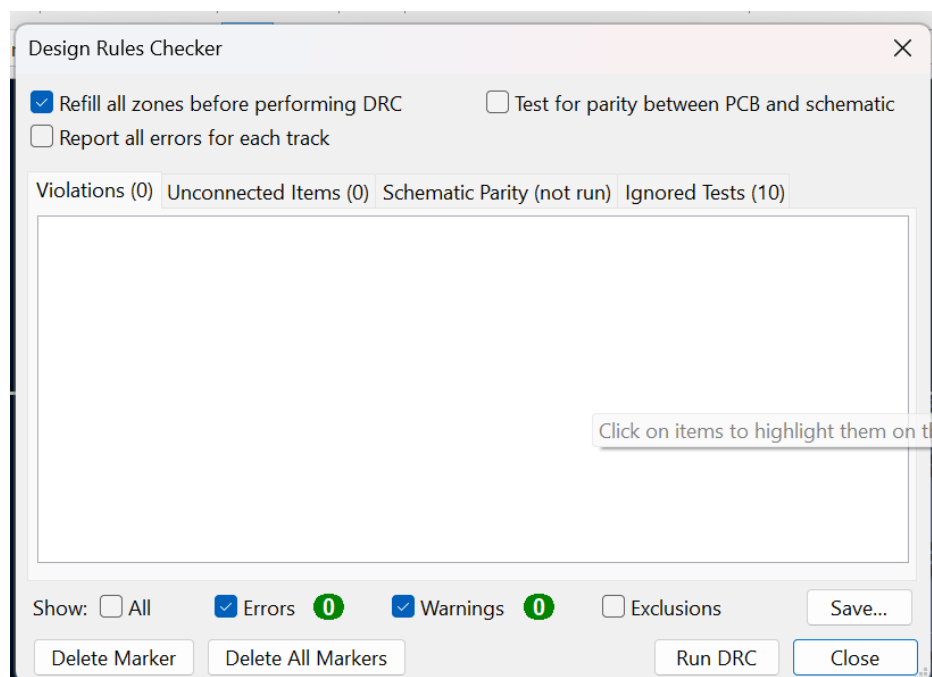 Design Rules Checker
Refill all zones before performing DRC Test for parity between PCB and schematic
Report all errors for each track
Violations (0) Unconnected Items (0) Schematic Parity (not run) Ignored Tests (10)
Click on items to highlight them on
Show: All Errors 0 Warnings 0 Exclusions Save...
Delete Marker Delete All Markers Run DRC Close